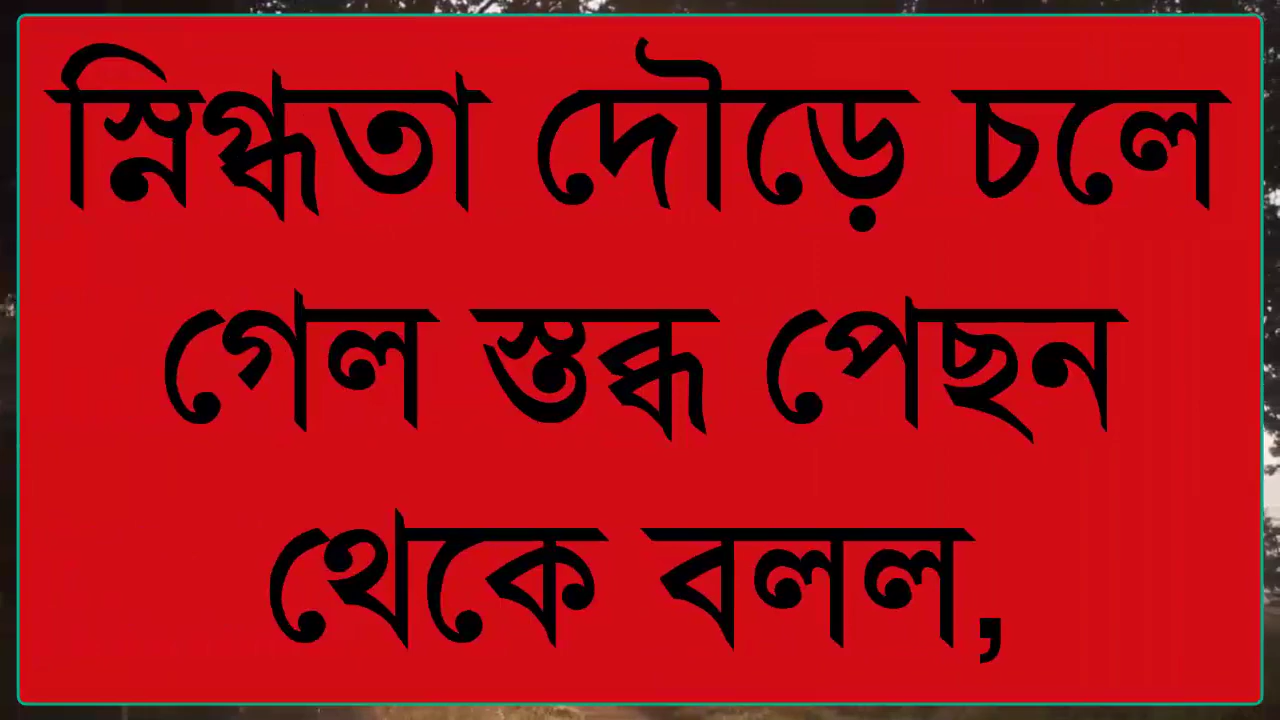 স্নিগ্ধতা দৌড়ে চলে
গেল স্তব্ধ পেছন
থেকে বলল,